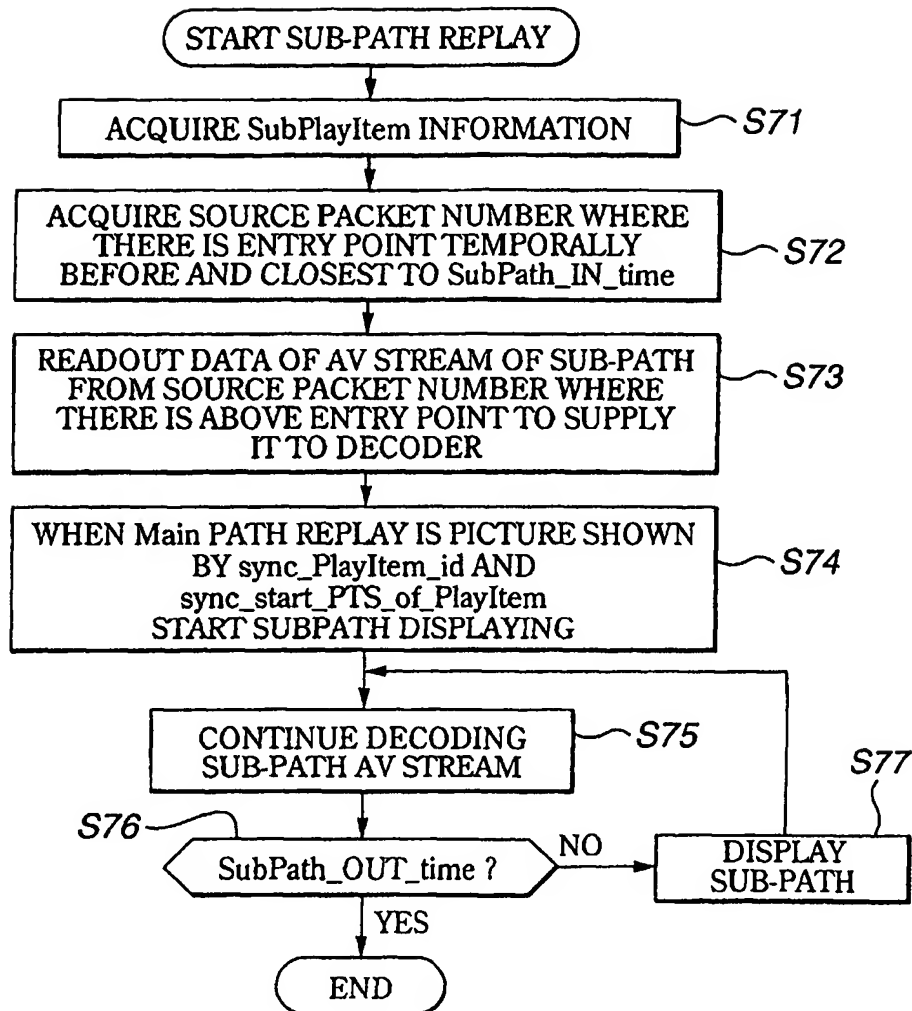 START SUB-PATH REPLAY
ACQUIRE SubPlayItem INFORMATION
S71
ACQUIRE SOURCE PACKET NUMBER WHERE
THERE IS ENTRY POINT TEMPORALLY
BEFORE AND CLOSEST TO SubPath_IN_time
S72
READOUT DATA OF AV STREAM OF SUB-PATH
FROM SOURCE PACKET NUMBER WHERE
THERE IS ABOVE ENTRY POINT TO SUPPLY
IT TO DECODER
S73
WHEN Main PATH REPLAY IS PICTURE SHOWN
BY sync_PlayItem_id AND
sync_start_PTS_of_PlayItem
START SUBPATH DISPLAYING
S74
CONTINUE DECODING
SUB-PATH AV STREAM
S75
S76
SubPath_OUT_time ?
NO
S77
DISPLAY
SUB-PATH
YES
END